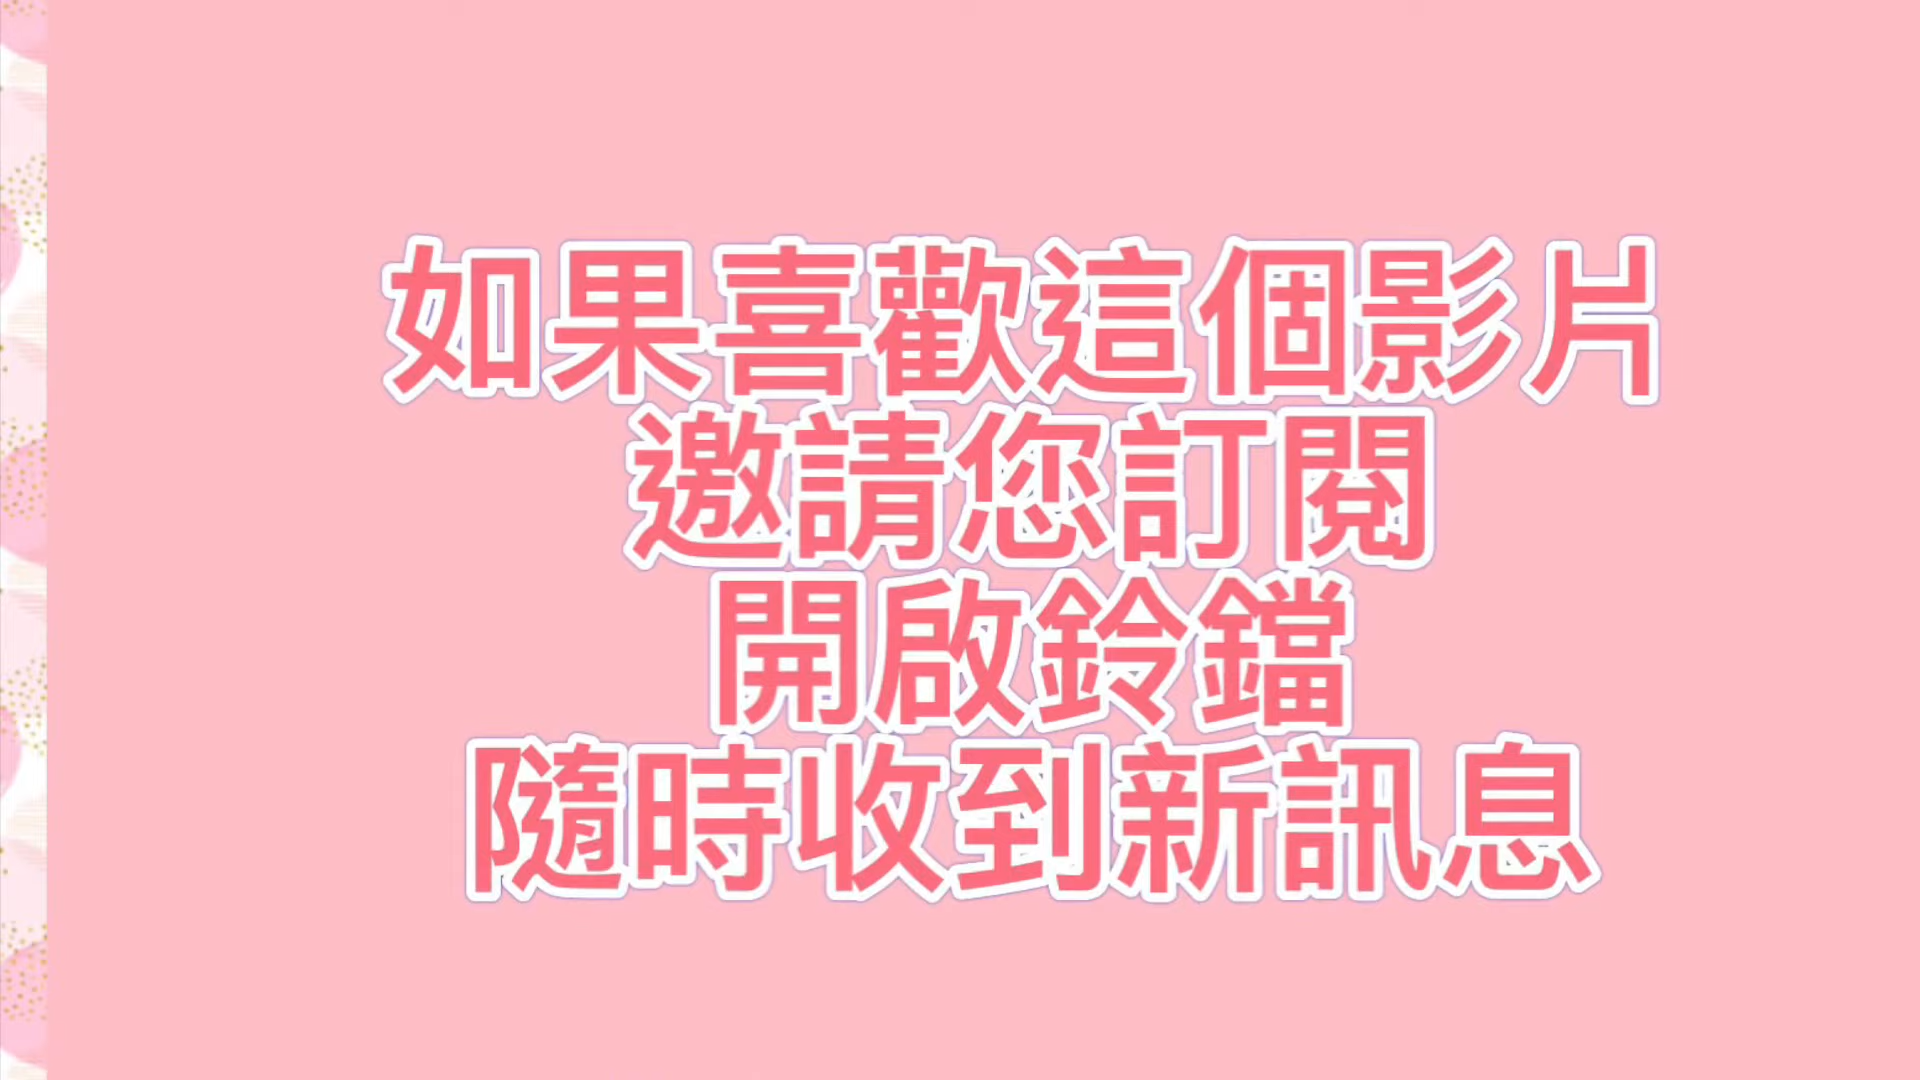 如果喜歡這個影片
邀請您訂閱
開啟鈴鐺
隨時收到新訊息